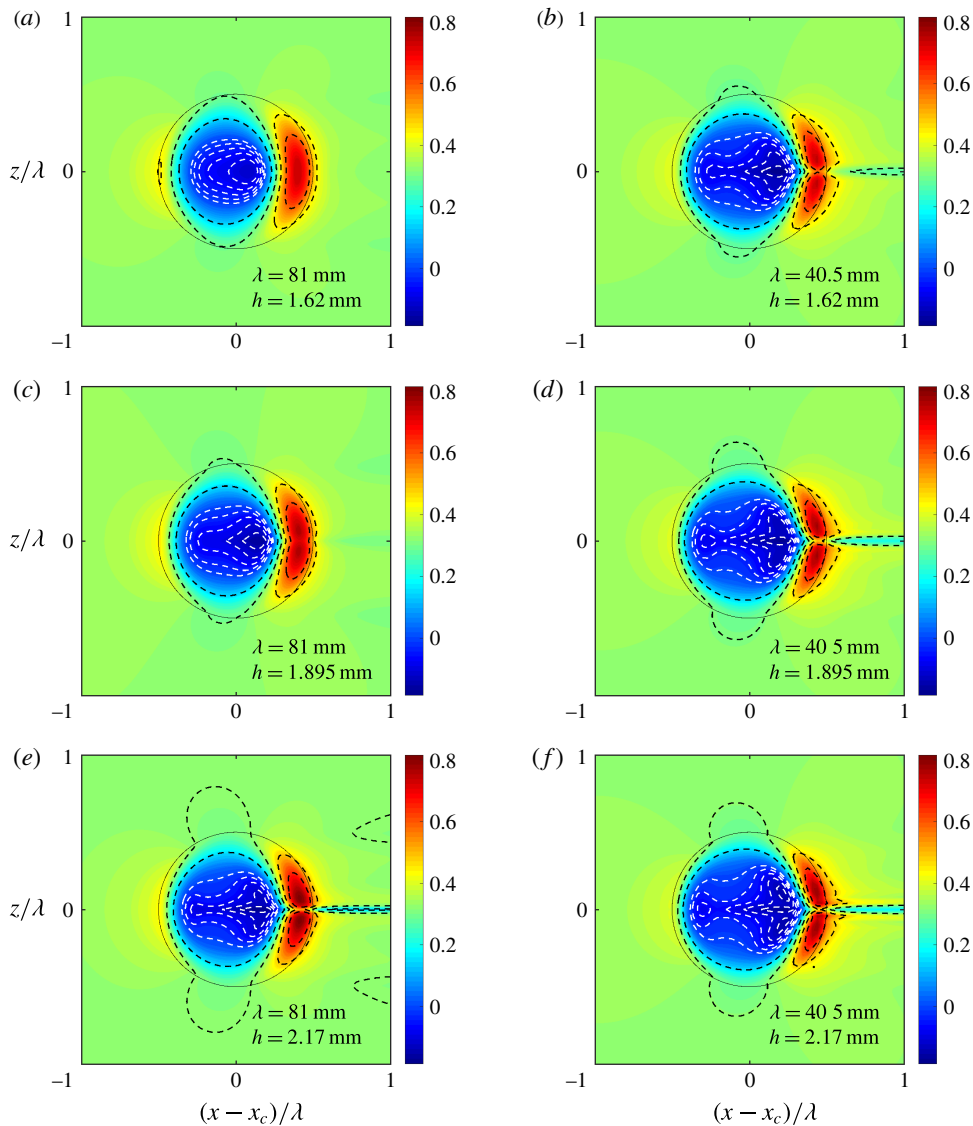 (a)
1
z/λ
0
−1
0
1
λ = 81 mm
h = 1.62 mm
0.8
0.6
0.4
0.2
0
(b)
1
0
−1
0
1
λ = 40.5 mm
h = 1.62 mm
0.8
0.6
0.4
0.2
0
(c)
1
z/λ
0
−1
0
1
λ = 81 mm
h = 1.895 mm
0.8
0.6
0.4
0.2
0
(d)
1
0
−1
0
1
λ = 40 5 mm
h = 1.895 mm
0.8
0.6
0.4
0.2
0
(e)
1
z/λ
0
−1
0
1
(x − x_c)/λ
λ = 81 mm
h = 2.17 mm
0.8
0.6
0.4
0.2
0
(f)
1
0
−1
0
1
(x − x_c)/λ
λ = 40 5 mm
h = 2.17 mm
0.8
0.6
0.4
0.2
0